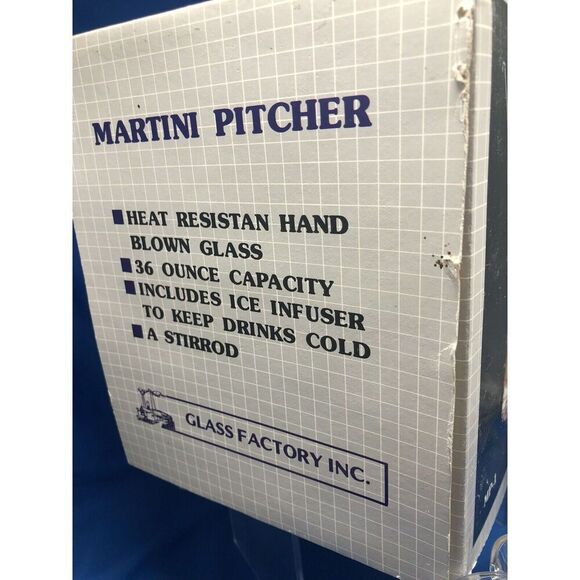 MARTINI PITCHER
■ HEAT RESISTAN HAND
BLOWN GLASS
■ 36 OUNCE CAPACITY
■ INCLUDES ICE INFUSER
TO KEEP DRINKS COLD
■ A STIRROD
GLASS FACTORY INC.